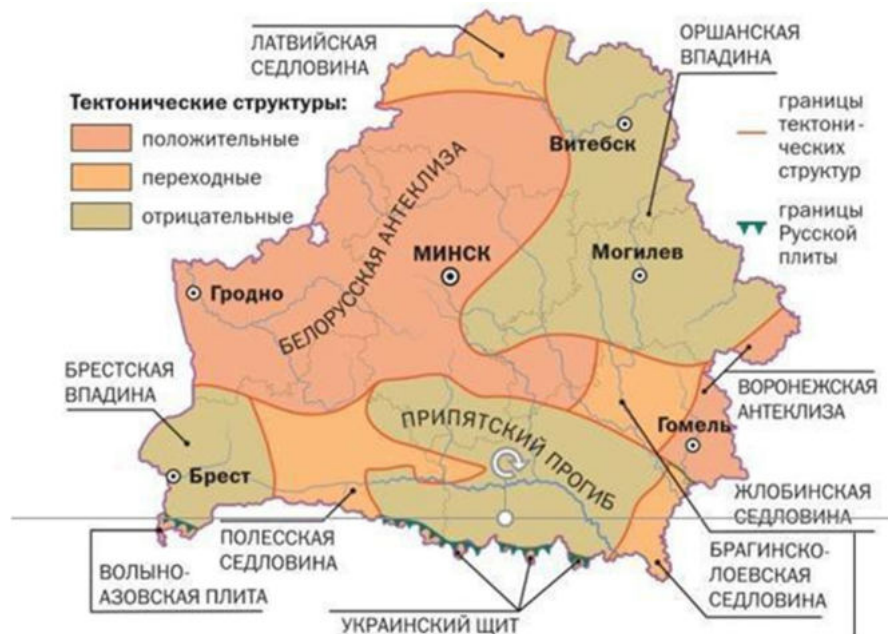 ЛАТВИЙСКАЯ
СЕДЛОВИНА
ОРШАНСКАЯ
ВПАДИНА
Тектонические структуры:
положительные
переходные
отрицательные
границы
тектони-
ческих
структур
границы
Русской
плиты
Витебск
БЕЛОРУССКАЯ АНТЕКЛИЗА
МИНСК
Могилев
Гродно
БРЕСТСКАЯ
ВПАДИНА
ВОРОНЕЖСКАЯ
АНТЕКЛИЗА
ПРИПЯТСКИЙ ПРОГИБ
Гомель
Брест
ЖЛОБИНСКАЯ
СЕДЛОВИНА
ПОЛЕССКАЯ
СЕДЛОВИНА
БРАГИНСКО-
ЛОЕВСКАЯ
СЕДЛОВИНА
ВОЛЫНО-
АЗОВСКАЯ ПЛИТА
УКРАИНСКИЙ ЩИТ